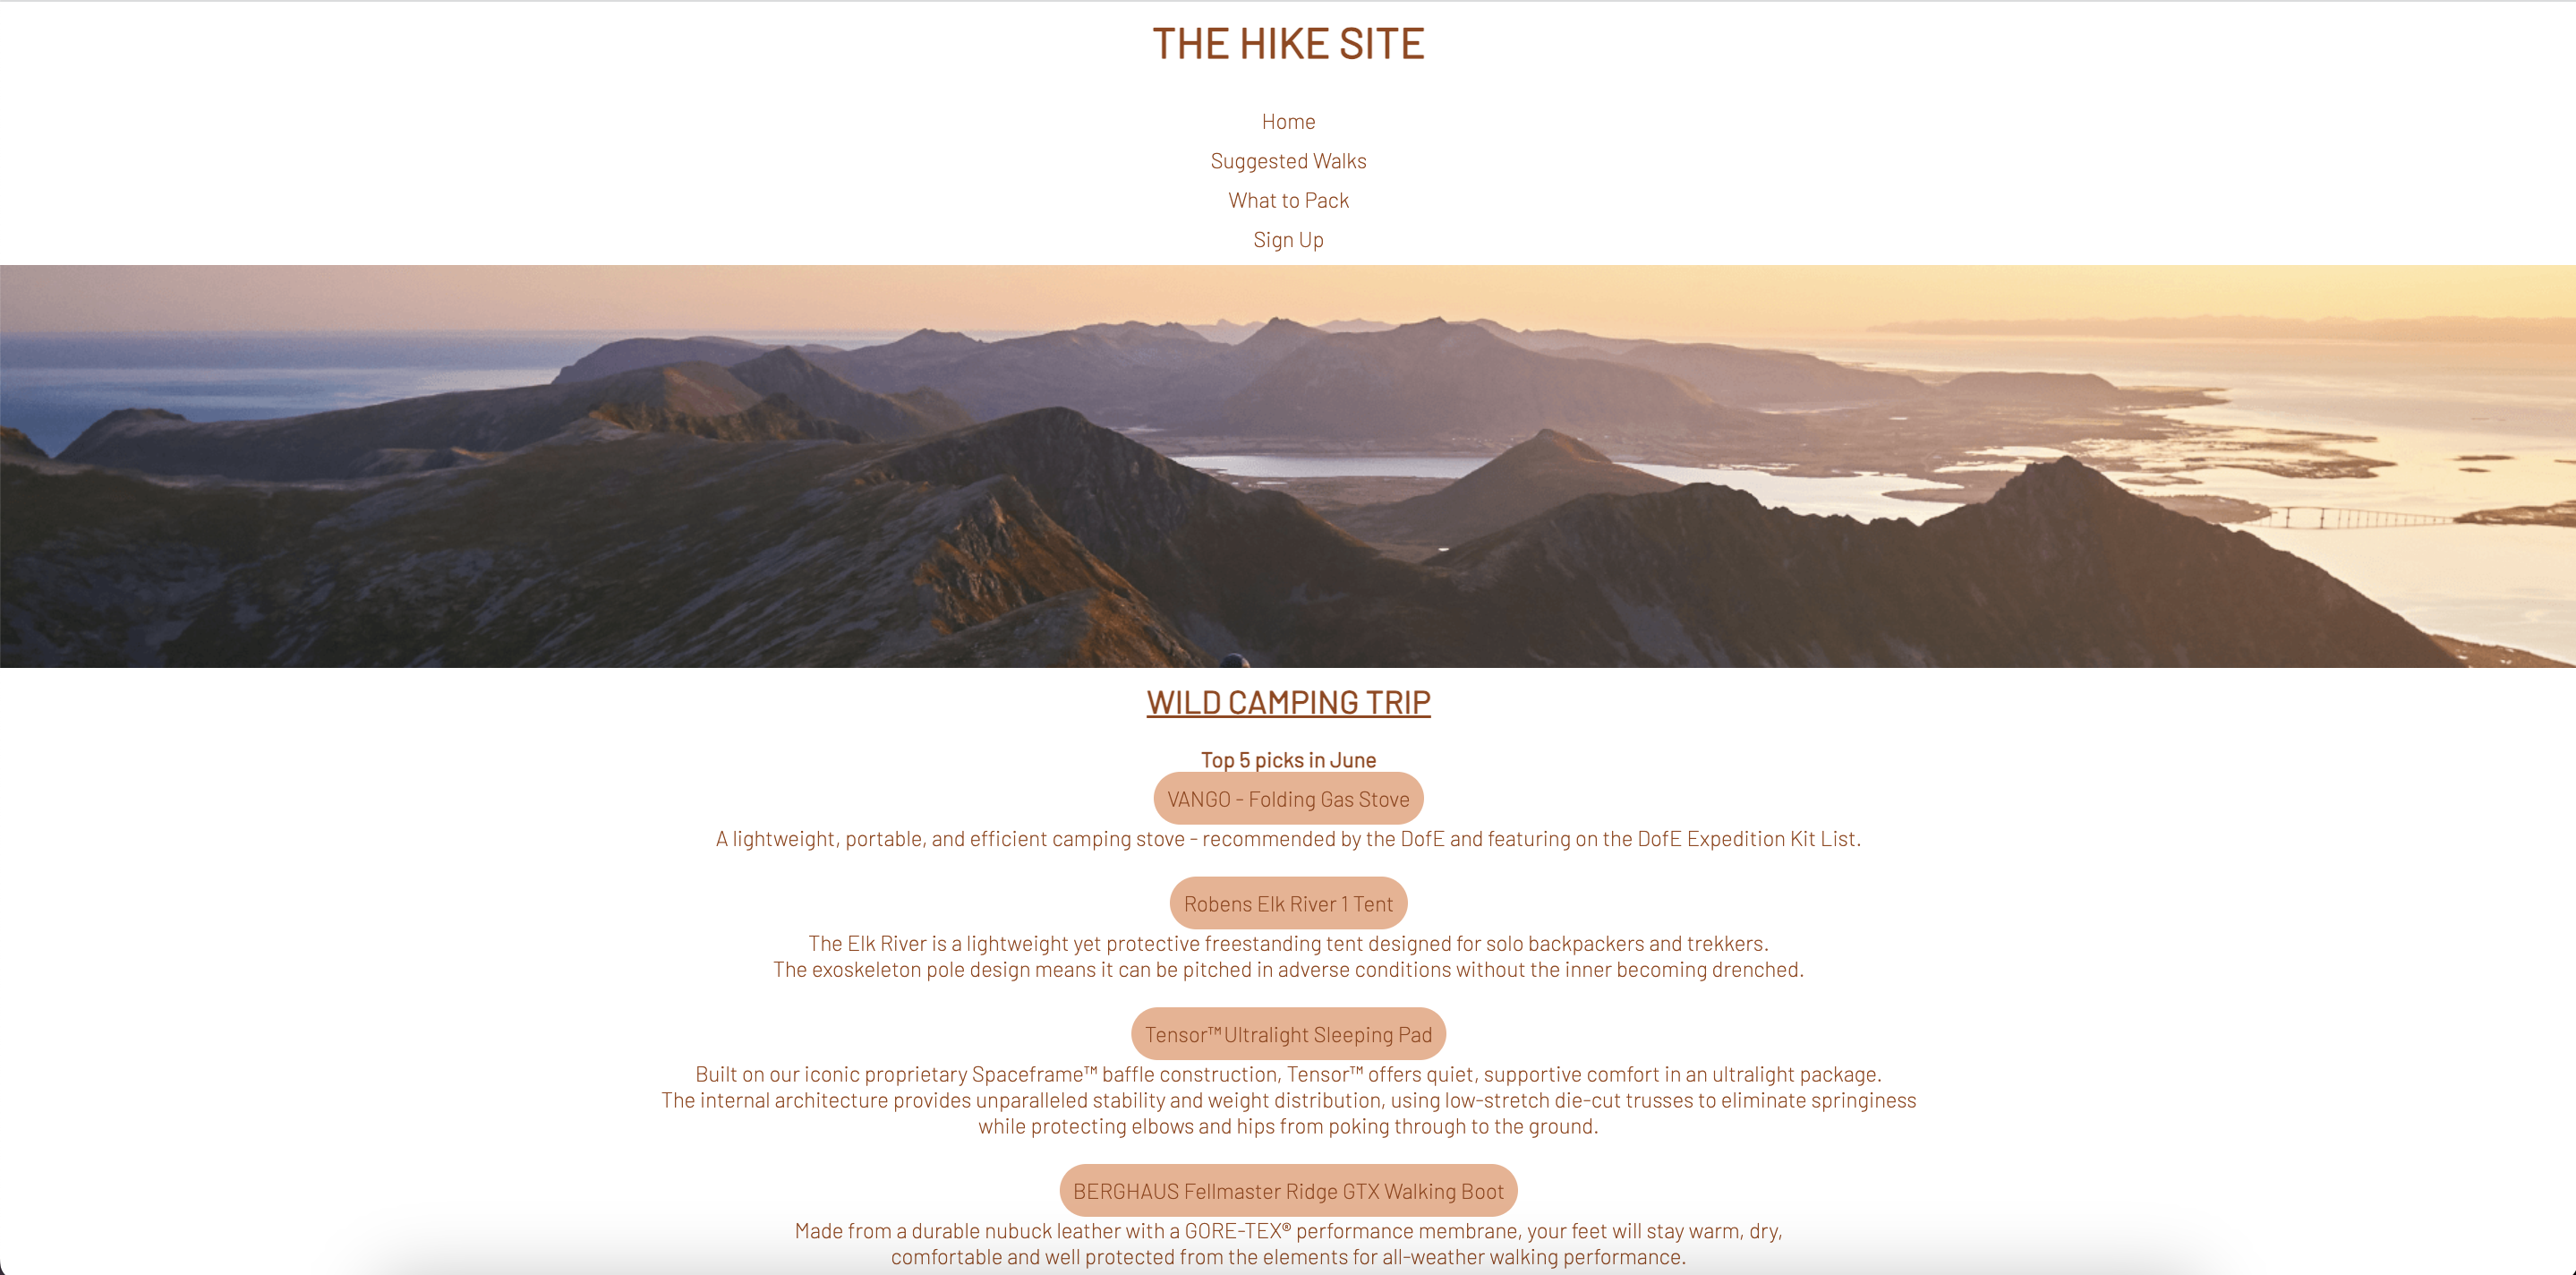 THE HIKE SITE
Home
Suggested Walks
What to Pack
Sign Up
WILD CAMPING TRIP
Top 5 picks in June
VANGO - Folding Gas Stove
A lightweight, portable, and efficient camping stove - recommended by the DofE and featuring on the DofE Expedition Kit List.
Robens Elk River 1 Tent
The Elk River is a lightweight yet protective freestanding tent designed for solo backpackers and trekkers.
The exoskeleton pole design means it can be pitched in adverse conditions without the inner becoming drenched.
Tensor™ Ultralight Sleeping Pad
Built on our iconic proprietary Spaceframe™ baffle construction, Tensor™ offers quiet, supportive comfort in an ultralight package.
The internal architecture provides unparalleled stability and weight distribution, using low-stretch die-cut trusses to eliminate springiness
while protecting elbows and hips from poking through to the ground.
BERGHAUS Fellmaster Ridge GTX Walking Boot
Made from a durable nubuck leather with a GORE-TEX® performance membrane, your feet will stay warm, dry,
comfortable and well protected from the elements for all-weather walking performance.